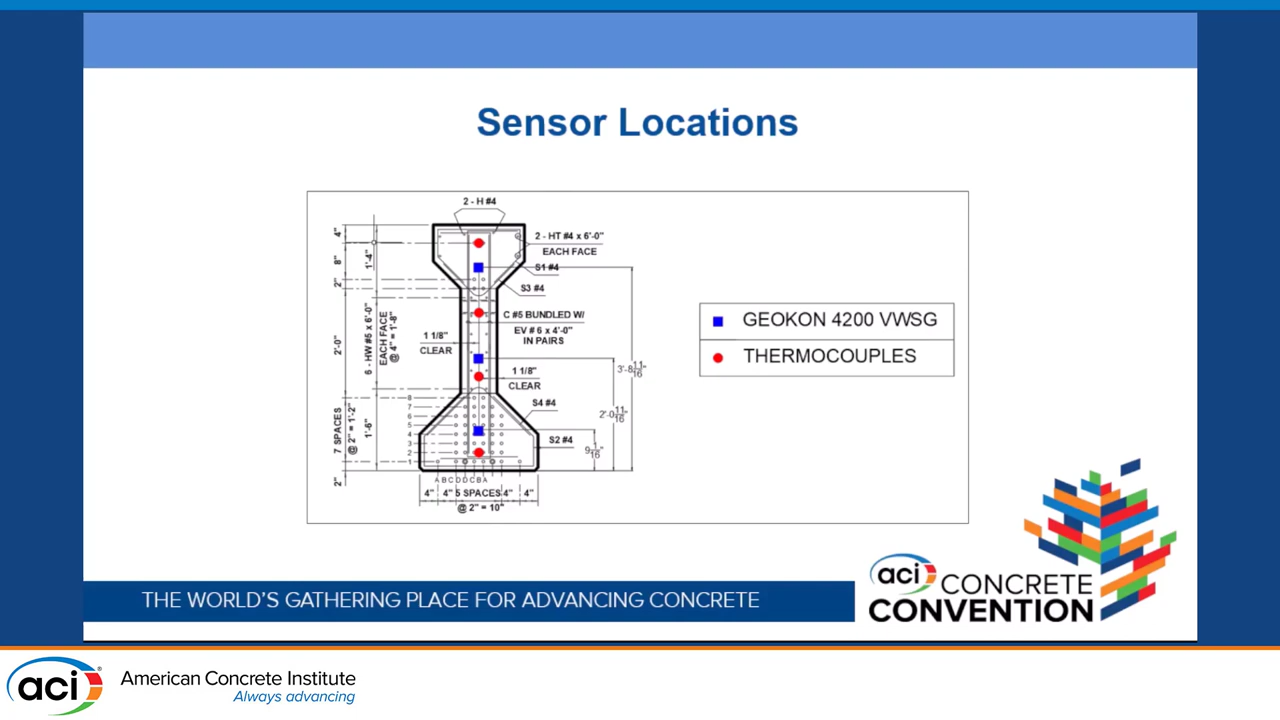 Sensor Locations
2 - H #4
2 - HT #4 x 6'-0"
EACH FACE
S1 #4
S3 #4
C #5 BUNDLED W/
EV # 6 x 4'-0"
IN PAIRS
1 1/8"
CLEAR
1 1/8"
CLEAR
S4 #4
S2 #4
4"
8"
2"
2'-0"
7 SPACES
@ 2" = 1'-2"
2"
1'-4"
6 - HW #5 x 6'-0"
EACH FACE
@ 4" = 1'-8"
1'-6"
8
7
6
5
4
3
2
1
3'-8 11/16"
2'-0 11/16"
9 1/16"
A B C D D C B A
4" 4" 5 SPACES 4" 4"
@ 2" = 10"
GEOKON 4200 VWSG
THERMOCOUPLES
THE WORLD'S GATHERING PLACE FOR ADVANCING CONCRETE
aci CONCRETE
CONVENTION
aci
®
American Concrete Institute
Always advancing